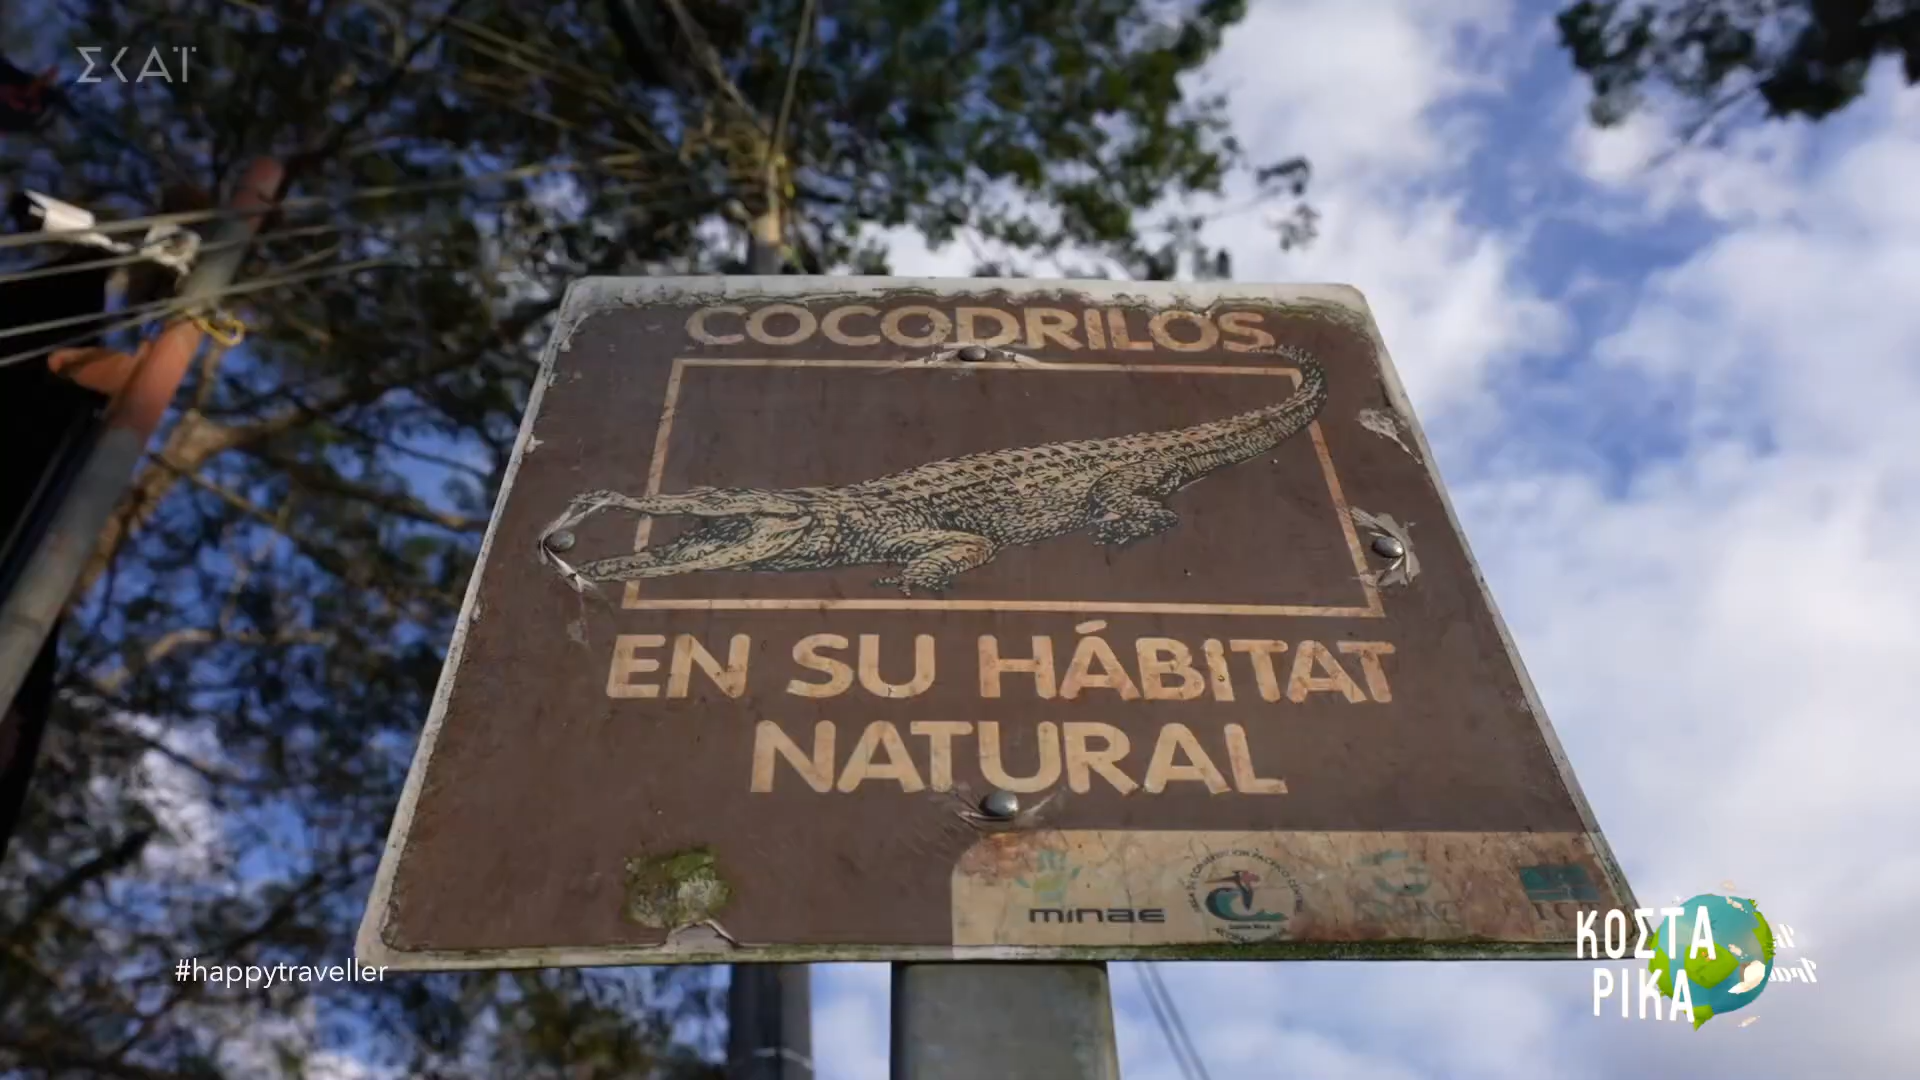 ΣΚΑΪ
COCODRILOS
EN SU HÁBITAT
NATURAL
minae
#happytraveller
ΚΟΣΤΑ
ΡΙΚΑ